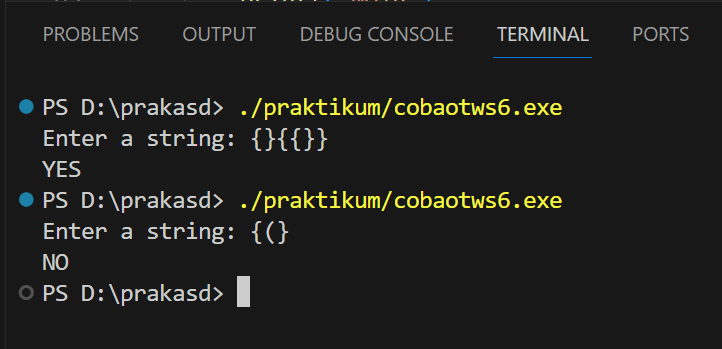 PROBLEMS OUTPUT DEBUG CONSOLE TERMINAL PORTS
PS D:\prakasd> ./praktikum/cobaotws6.exe
Enter a string: {}{{}}
YES
PS D:\prakasd> ./praktikum/cobaotws6.exe
Enter a string: {(}
NO
PS D:\prakasd>